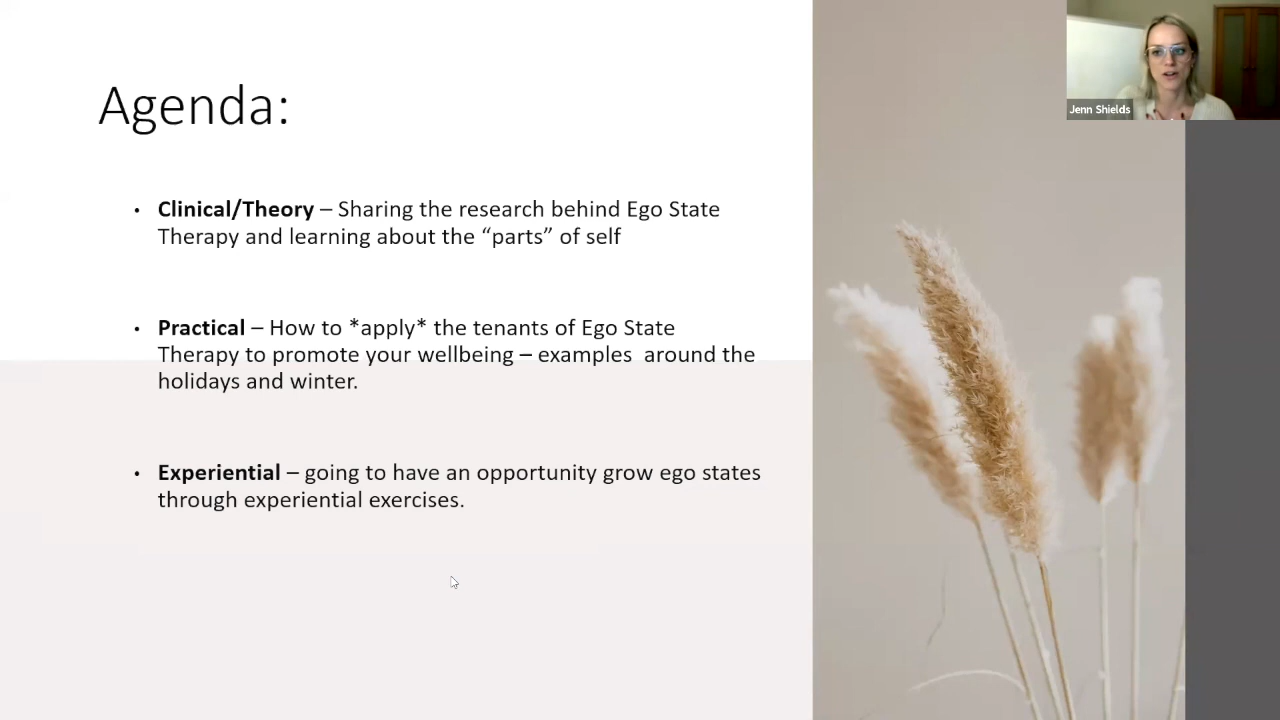 Agenda:
• Clinical/Theory – Sharing the research behind Ego State
Therapy and learning about the “parts” of self
• Practical – How to *apply* the tenants of Ego State
Therapy to promote your wellbeing – examples  around the
holidays and winter.
• Experiential – going to have an opportunity grow ego states
through experiential exercises.
Jenn Shields